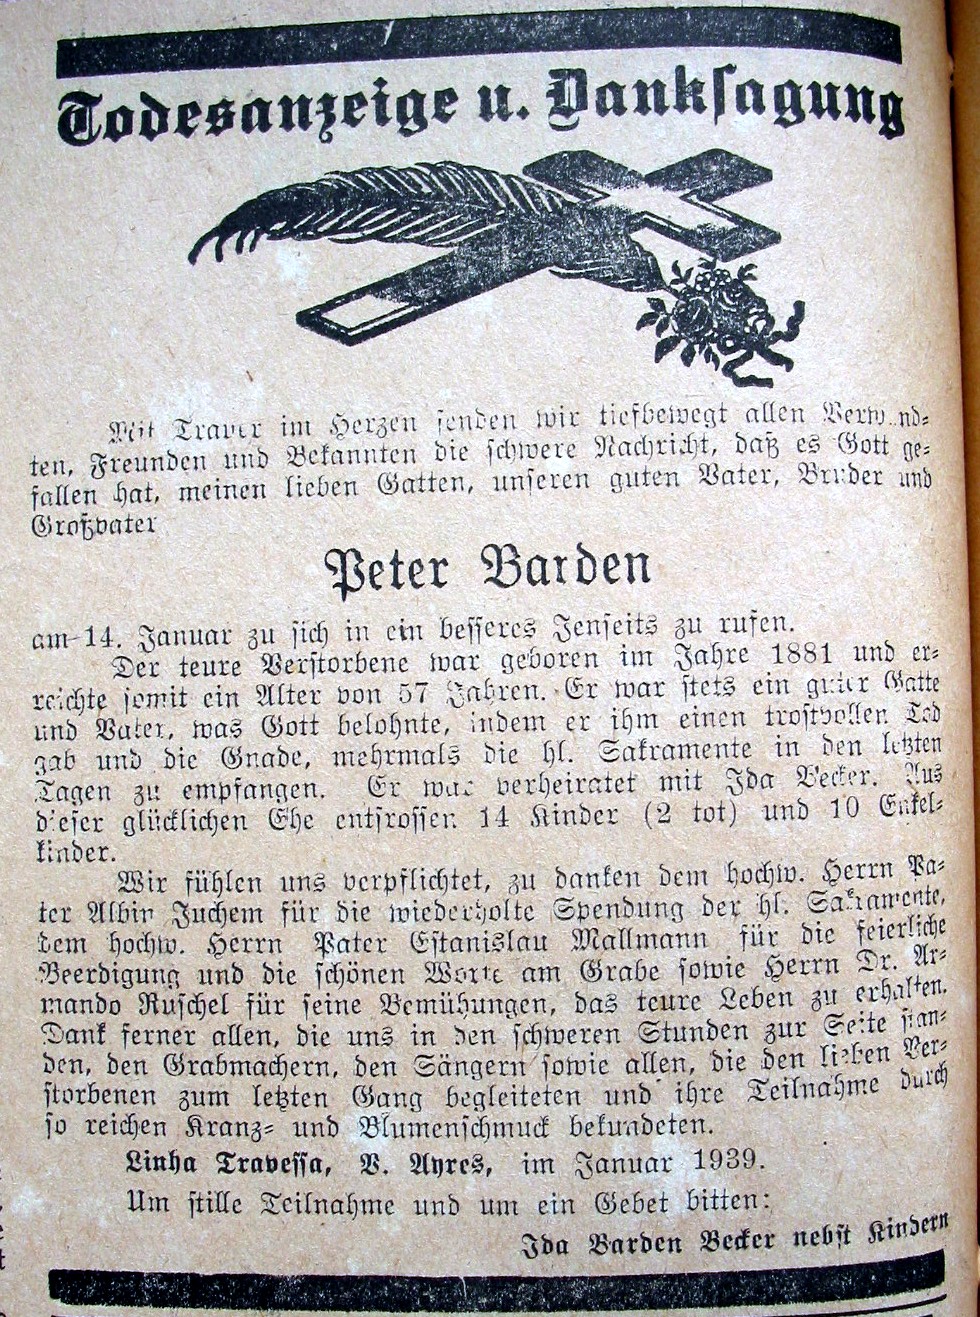 Todesanzeige u. Danksagung
Mit Trauer im Herzen senden wir tiefbewegt allen Verwand-
ten, Freunden und Bekannten die schwere Nachricht, daß es Gott ge-
fallen hat, meinen lieben Gatten, unseren guten Vater, Bruder und
Großvater
Peter Barden
am 14. Januar zu sich in ein besseres Jenseits zu rufen.
Der teure Verstorbene war geboren im Jahre 1881 und er-
reichte somit ein Alter von 57 Jahren. Er war stets ein guter Gatte
und Vater, was Gott belohnte, indem er ihm einen trostvollen Tod
gab und die Gnade, mehrmals die hl. Sakramente in den letzten
Tagen zu empfangen. Er war verheiratet mit Ida Becker. Aus
dieser glücklichen Ehe entsrossen 14 Kinder (2 tot) und 10 Enkel-
kinder.
Wir fühlen uns verpflichtet, zu danken dem hochw. Herrn Pa-
ter Albin Juchem für die wiederholte Spendung der hl. Sakramente,
dem hochw. Herrn Pater Estanislau Mallmann für die feierliche
Beerdigung und die schönen Worte am Grabe sowie Herrn Dr. Ar-
mando Ruschel für seine Bemühungen, das teure Leben zu erhalten.
Dank ferner allen, die uns in den schweren Stunden zur Seite stan-
den, den Grabmachern, den Sängern sowie allen, die den lieben Ver-
storbenen zum letzten Gang begleiteten und ihre Teilnahme durch
so reichen Kranz- und Blumenschmuck bekundeten.
Linha Travessa, V. Ayres, im Januar 1939.
Um stille Teilnahme und um ein Gebet bitten:
Ida Barden Becker nebst Kindern